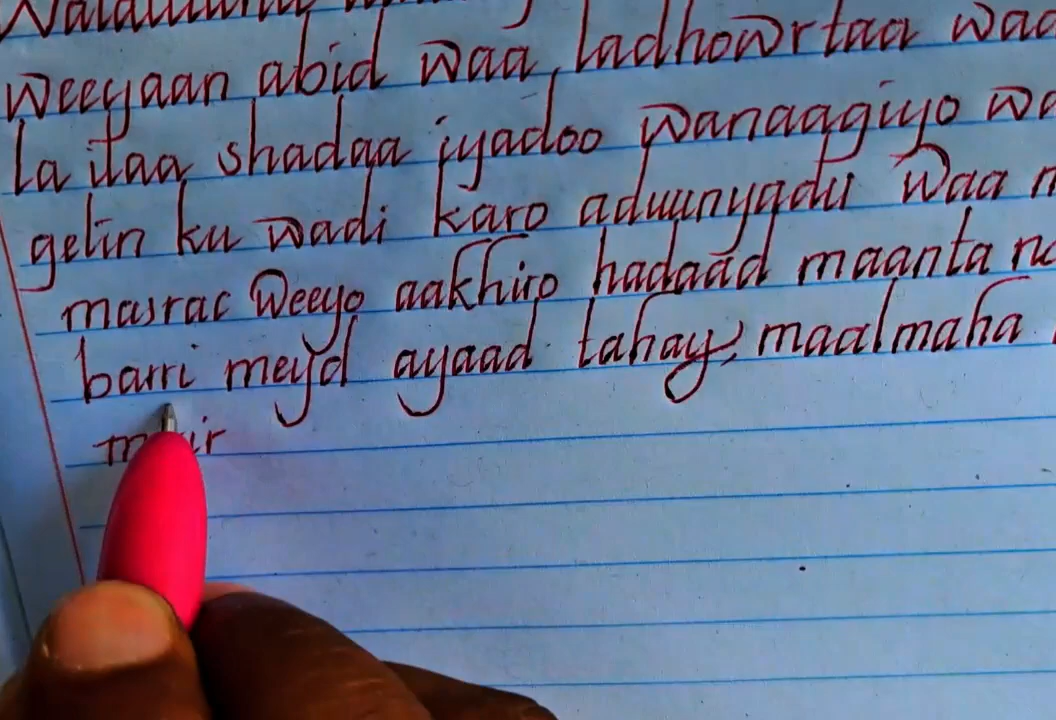 weeyaan abid waa, ladhowrtaa
la ilaa shadaa iyadoo wanaagiyo
gelin ku wadi karo aduunyadu waa
masrac weeyo aakhiro hadaad maanta
barri meyd ayaad tahay, maalmaha